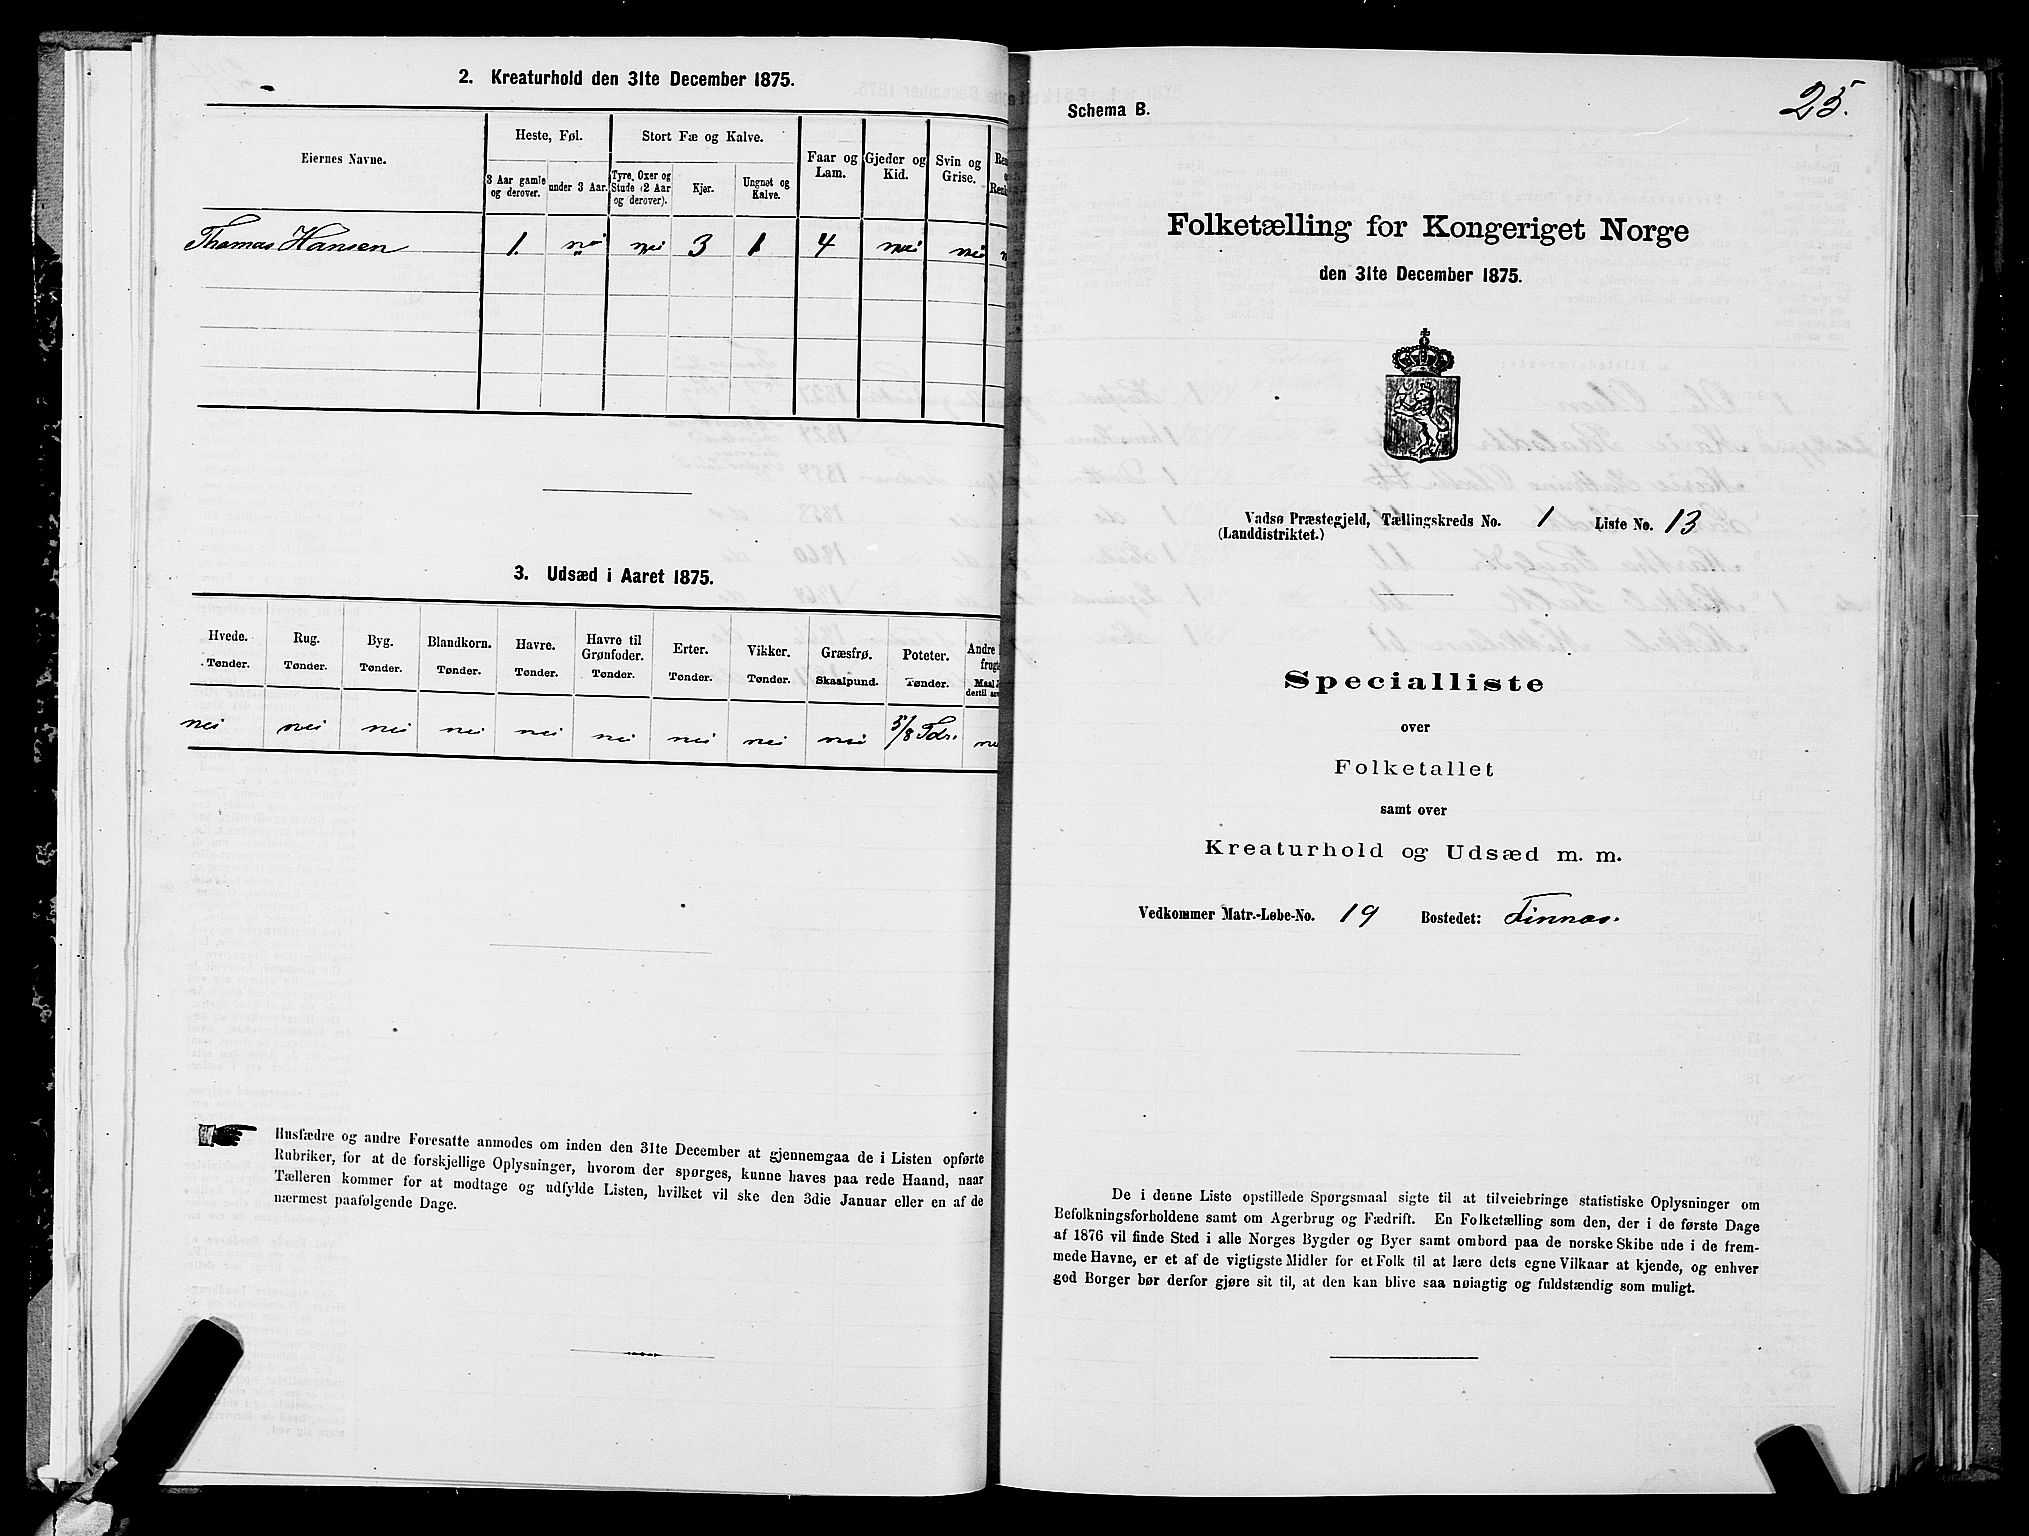 2. Kreaturhold den 31te December 1875.
Eiernes Navne.
Heste, Føl.
Stort Fæ og Kalve.
Faar og Lam.
Gjeder og Kid.
Svin og Grise.
3 Aar gamle og derover.
under 3 Aar.
Tyre, Oxer og Stude (2 Aar og derover).
Kjør.
Ungnøt og Kalve.
Thomas Hansen 1. nei nei 3 1 4 nei nei
3. Udsæd i Aaret 1875.
Hvede. Rug. Byg. Blandkorn. Havre. Havre til Grønfoder. Erter. Vikker. Græsfrø. Poteter. Andre
Tønder. Tønder. Tønder. Tønder. Tønder. Tønder. Tønder. Tønder. Skaalpund. Tønder.
nei nei nei nei nei nei nei nei nei 5/8 Tdr.
Husfædre og andre Foresatte anmodes om inden den 31te December at gjennemgaa de i Listen opførte
Rubriker, for at de forskjellige Oplysninger, hvorom der spørges, kunne haves paa rede Haand, naar
Tælleren kommer for at modtage og udfylde Listen, hvilket vil ske den 3die Januar eller en af de
nærmest paafølgende Dage.
25.
Schema B.
Folketælling for Kongeriget Norge
den 31te December 1875.
Vadsø Præstegjeld, Tællingskreds No. 1 Liste No. 13
(Landdistriktet.)
Specialliste
over
Folketallet
samt over
Kreaturhold og Udsæd m. m.
Vedkommer Matr.-Løbe-No. 19 Bostedet: Finnæs.
De i denne Liste opstillede Spørgsmaal sigte til at tilveiebringe statistiske Oplysninger om
Befolkningsforholdene samt om Agerbrug og Fædrift. En Folketælling som den, der i de første Dage
af 1876 vil finde Sted i alle Norges Bygder og Byer samt ombord paa de norske Skibe ude i de frem-
mede Havne, er et af de vigtigste Midler for et Folk til at lære dets egne Vilkaar at kjende, og enhver
god Borger bør derfor gjøre sit til, at den kan blive saa nøiagtig og fuldstændig som muligt.